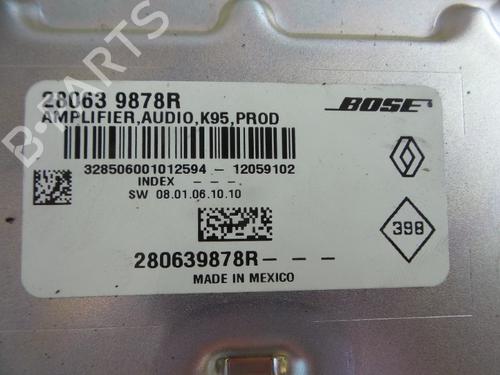 B-PARTS
28063 9878R
BOSE
AMPLIFIER,AUDIO,K95,PROD
328506001012594 - 12059102
INDEX - - -
SW 08.01.06.10.10
398
280639878R- - -
MADE IN MEXICO